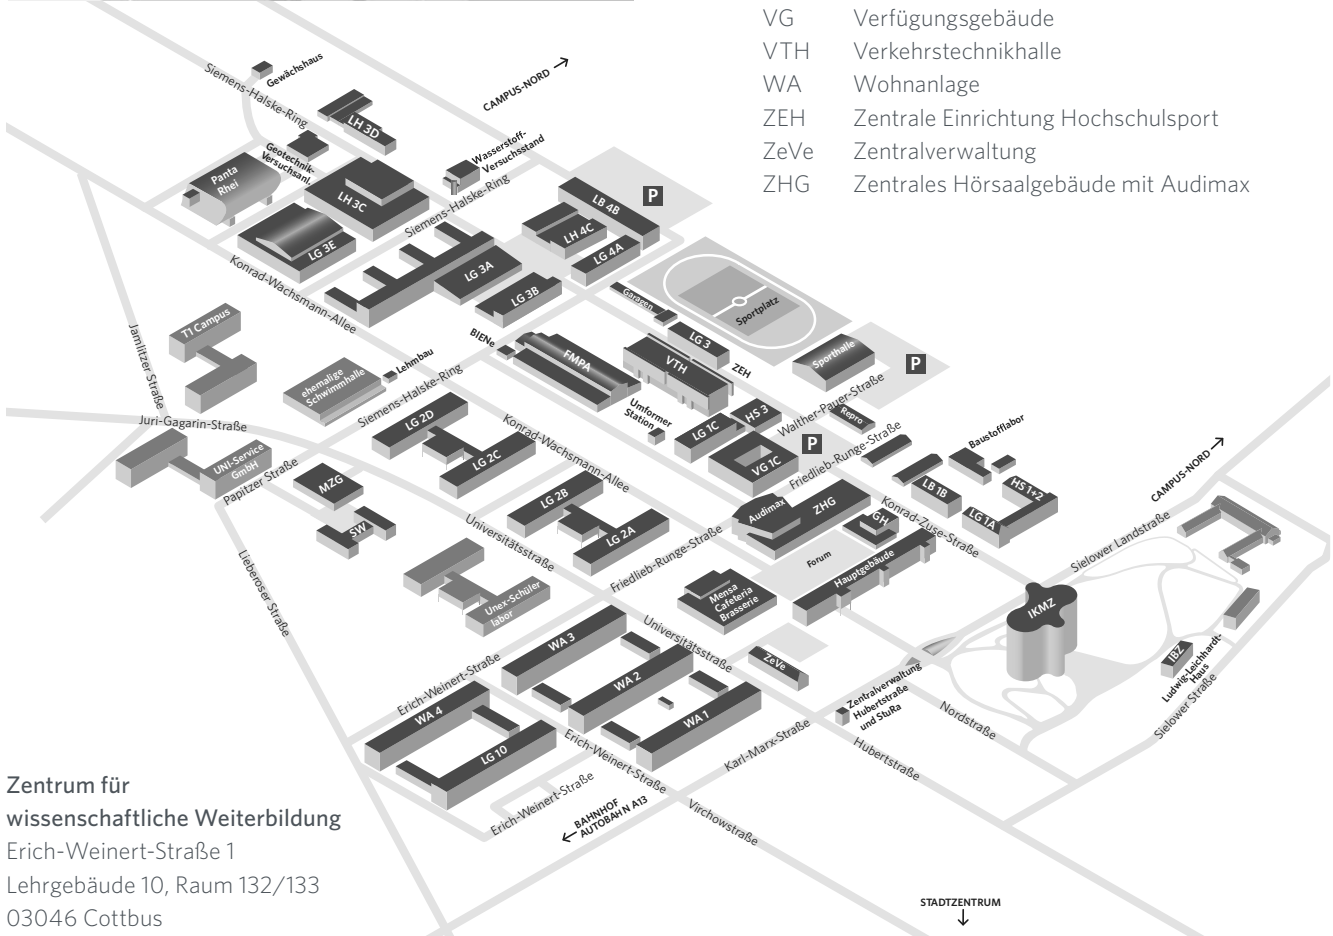 VG Verfügungsgebäude
VTH Verkehrstechnikhalle
WA Wohnanlage
ZEH Zentrale Einrichtung Hochschulsport
ZeVe Zentralverwaltung
ZHG Zentrales Hörsaalgebäude mit Audimax
Gewächshaus
Siemens-Halske-Ring
CAMPUS-NORD
LH 3D
Wasserstoff-
Versuchsstand
Geotechnik-
Versuchsanl.
Panta
Rhei
LH 3C
Siemens-Halske-Ring
LB 4B
P
LH 4C
LG 4A
LG 3E
Konrad-Wachsmann-Allee
LG 3A
LG 3B
Garagen
Sportplatz
T1 Campus
Jamlitzer Straße
BIENe
FMPA
LG 3
VTH
ZEH
Sporthalle
P
Lehmbau
ehemalige
Schwimmhalle
Siemens-Halske-Ring
Juri-Gagarin-Straße
LG 2D
LG 2C
Konrad-Wachsmann-Allee
Umformer
Station
LG 1C
HS 3
Walther-Pauer-Straße
Repro
VG 1C
P
Friedlieb-Runge-Straße
Baustofflabor
UNI-Service
GmbH
Papitzer Straße
MZG
SW
LG 2B
LG 2A
Audimax
ZHG
GH
LB 1B
LG 1A
HS 1+2
CAMPUS-NORD
Konrad-Zuse-Straße
Sielower Landstraße
Universitätsstraße
Friedlieb-Runge-Straße
Forum
Hauptgebäude
Lieberoser Straße
Unex-Schüler
labor
Mensa
Cafeteria
Brasserie
IKMZ
WA 3
Universitätsstraße
ZeVe
IBZ
Ludwig-Leichhardt-
Haus
Sielower Straße
Erich-Weinert-Straße
WA 2
WA 4
WA 1
Zentralverwaltung
Hubertstraße
und StuRa
Nordstraße
LG 10
Erich-Weinert-Straße
Karl-Marx-Straße
Hubertstraße
Erich-Weinert-Straße
BAHNHOF
AUTOBAHN A13
Virchowstraße
Zentrum für
wissenschaftliche Weiterbildung
Erich-Weinert-Straße 1
Lehrgebäude 10, Raum 132/133
03046 Cottbus
STADTZENTRUM